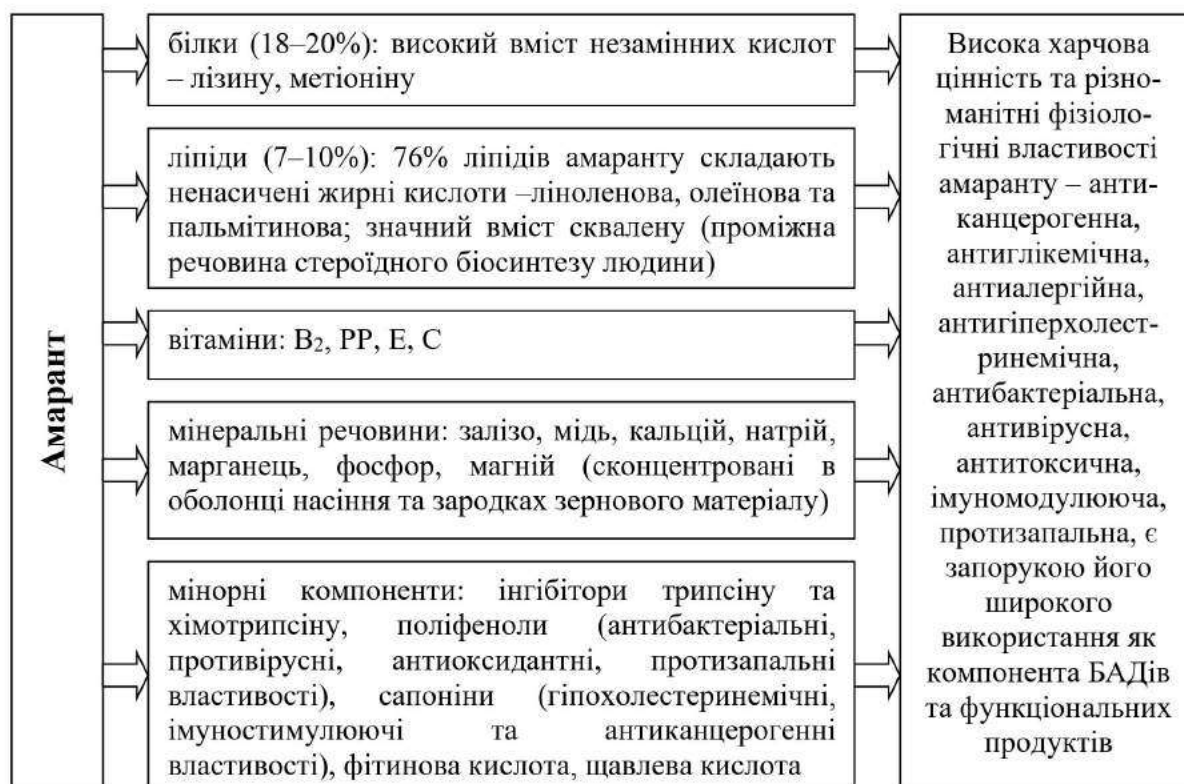 Амарант
білки (18–20%): високий вміст незамінних кислот
– лізину, метіоніну
ліпіди (7–10%): 76% ліпідів амаранту складають
ненасичені жирні кислоти –ліноленова, олеїнова та
пальмітинова; значний вміст сквалену (проміжна
речовина стероїдного біосинтезу людини)
вітаміни: В₂, РР, Е, С
мінеральні речовини: залізо, мідь, кальцій, натрій,
марганець, фосфор, магній (сконцентровані в
оболонці насіння та зародках зернового матеріалу)
мінорні компоненти: інгібітори трипсіну та
хімотрипсіну, поліфеноли (антибактеріальні,
противірусні, антиоксидантні, протизапальні
властивості), сапоніни (гіпохолестеринемічні,
імуностимулюючі та антиканцерогенні
властивості), фітинова кислота, щавлева кислота
Висока харчова
цінність та різно-
манітні фізіоло-
гічні властивості
амаранту – анти-
канцерогенна,
антиглікемічна,
антиалергійна,
антигіперхолест-
ринемічна,
антибактеріальна,
антивірусна,
антитоксична,
імуномодулююча,
протизапальна, є
запорукою його
широкого
використання як
компонента БАДів
та функціональних
продуктів